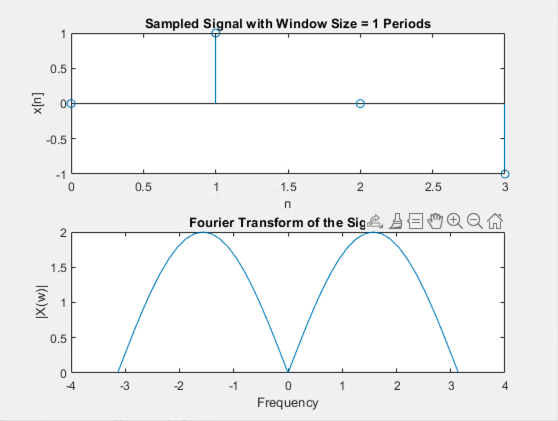 Sampled Signal with Window Size = 1 Periods
1
0.5
0
-0.5
-1
x[n]
0 0.5 1 1.5 2 2.5 3
n
Fourier Transform of the Sig
2
1.5
1
0.5
0
|X(w)|
-4 -3 -2 -1 0 1 2 3 4
Frequency